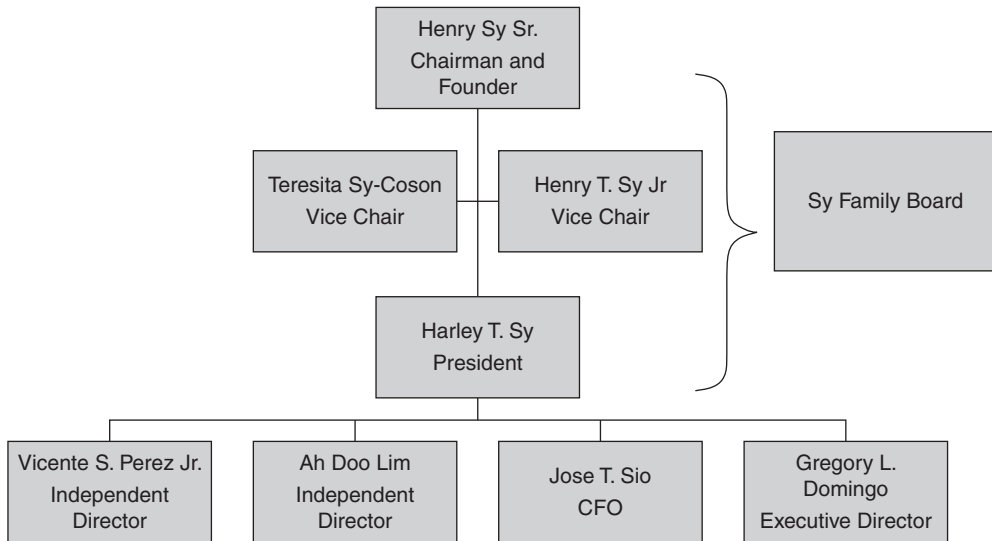 Henry Sy Sr.
Chairman and
Founder
Teresita Sy-Coson
Vice Chair
Henry T. Sy Jr
Vice Chair
Sy Family Board
Harley T. Sy
President
Vicente S. Perez Jr.
Independent
Director
Ah Doo Lim
Independent
Director
Jose T. Sio
CFO
Gregory L.
Domingo
Executive Director